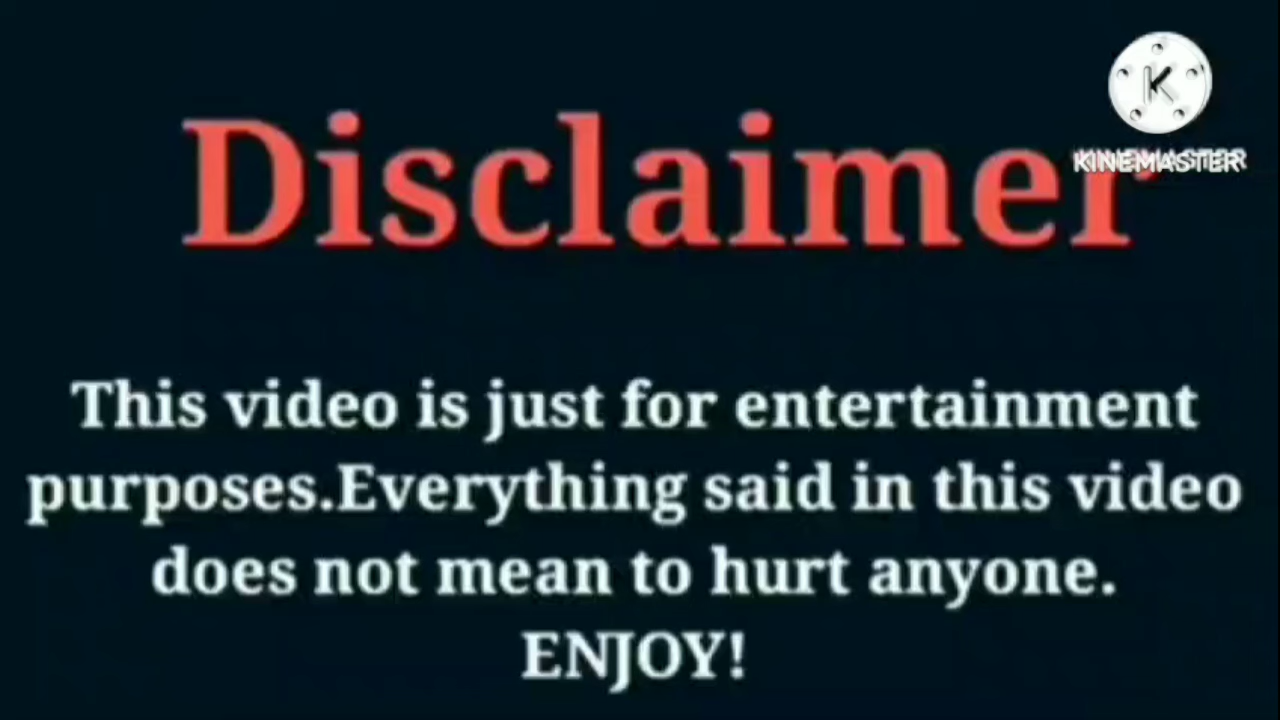 K
KINEMASTER
Disclaimer
This video is just for entertainment
purposes.Everything said in this video
does not mean to hurt anyone.
ENJOY!